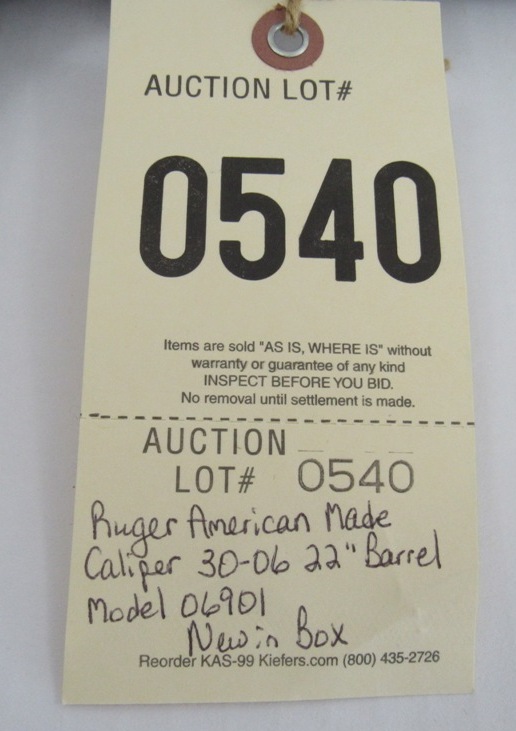 AUCTION LOT#
0540
Items are sold "AS IS, WHERE IS" without
warranty or guarantee of any kind
INSPECT BEFORE YOU BID.
No removal until settlement is made.
AUCTION
LOT# 0540
Ruger American Made
Caliper 30-06 22" Barrel
Model 06901
New in Box
Reorder KAS-99 Kiefers.com (800) 435-2726